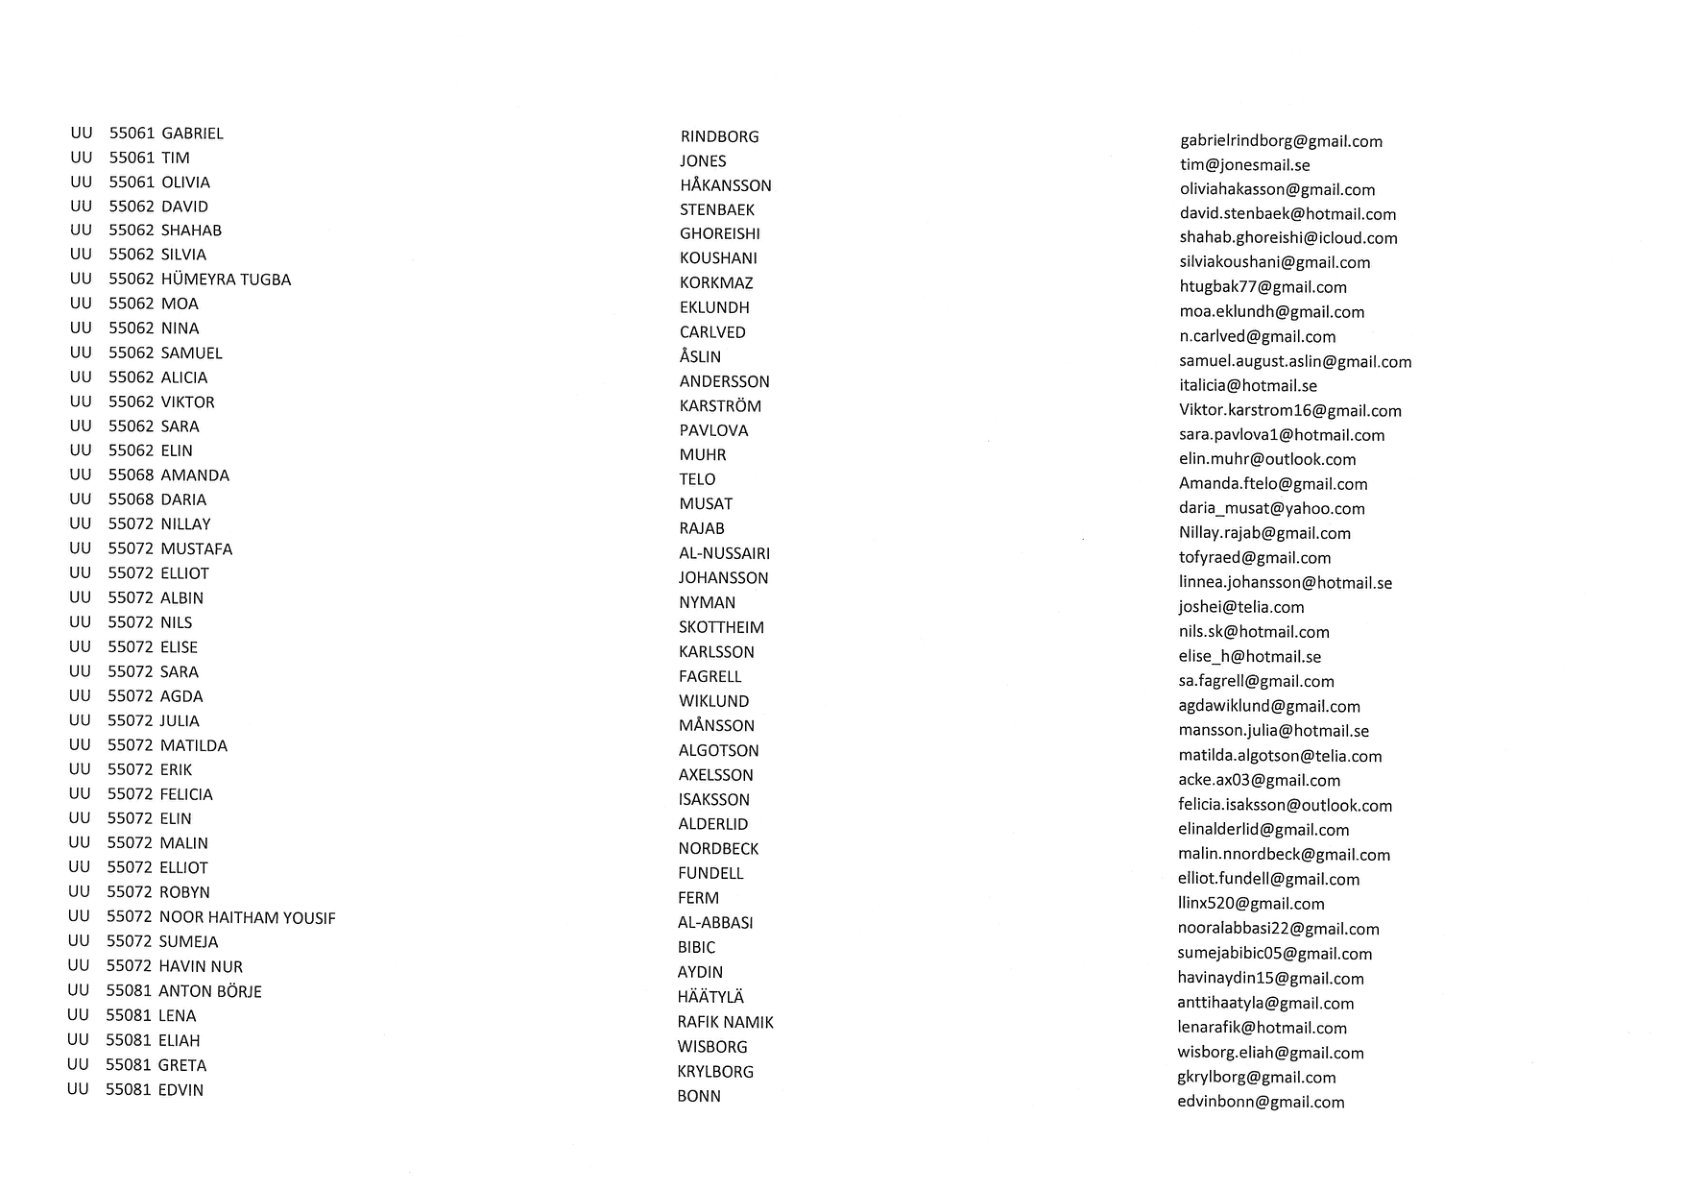 UU 55061 GABRIEL RINDBORG gabrielrindborg@gmail.com
UU 55061 TIM JONES tim@jonesmail.se
UU 55061 OLIVIA HÅKANSSON oliviahakasson@gmail.com
UU 55062 DAVID STENBAEK david.stenbaek@hotmail.com
UU 55062 SHAHAB GHOREISHI shahab.ghoreishi@icloud.com
UU 55062 SILVIA KOUSHANI silviakoushani@gmail.com
UU 55062 HÜMEYRA TUGBA KORKMAZ htugbak77@gmail.com
UU 55062 MOA EKLUNDH moa.eklundh@gmail.com
UU 55062 NINA CARLVED n.carlved@gmail.com
UU 55062 SAMUEL ÅSLIN samuel.august.aslin@gmail.com
UU 55062 ALICIA ANDERSSON italicia@hotmail.se
UU 55062 VIKTOR KARSTRÖM Viktor.karstrom16@gmail.com
UU 55062 SARA PAVLOVA sara.pavlova1@hotmail.com
UU 55062 ELIN MUHR elin.muhr@outlook.com
UU 55068 AMANDA TELO Amanda.ftelo@gmail.com
UU 55068 DARIA MUSAT daria_musat@yahoo.com
UU 55072 NILLAY RAJAB Nillay.rajab@gmail.com
UU 55072 MUSTAFA AL-NUSSAIRI tofyraed@gmail.com
UU 55072 ELLIOT JOHANSSON linnea.johansson@hotmail.se
UU 55072 ALBIN NYMAN joshei@telia.com
UU 55072 NILS SKOTTHEIM nils.sk@hotmail.com
UU 55072 ELISE KARLSSON elise_h@hotmail.se
UU 55072 SARA FAGRELL sa.fagrell@gmail.com
UU 55072 AGDA WIKLUND agdawiklund@gmail.com
UU 55072 JULIA MÅNSSON mansson.julia@hotmail.se
UU 55072 MATILDA ALGOTSON matilda.algotson@telia.com
UU 55072 ERIK AXELSSON acke.ax03@gmail.com
UU 55072 FELICIA ISAKSSON felicia.isaksson@outlook.com
UU 55072 ELIN ALDERLID elinalderlid@gmail.com
UU 55072 MALIN NORDBECK malin.nnordbeck@gmail.com
UU 55072 ELLIOT FUNDELL elliot.fundell@gmail.com
UU 55072 ROBYN FERM llinx520@gmail.com
UU 55072 NOOR HAITHAM YOUSIF AL-ABBASI nooralabbasi22@gmail.com
UU 55072 SUMEJA BIBIC sumejabibic05@gmail.com
UU 55072 HAVIN NUR AYDIN havinaydin15@gmail.com
UU 55081 ANTON BÖRJE HÄÄTYLÄ anttihaatyla@gmail.com
UU 55081 LENA RAFIK NAMIK lenarafik@hotmail.com
UU 55081 ELIAH WISBORG wisborg.eliah@gmail.com
UU 55081 GRETA KRYLBORG gkrylborg@gmail.com
UU 55081 EDVIN BONN edvinbonn@gmail.com